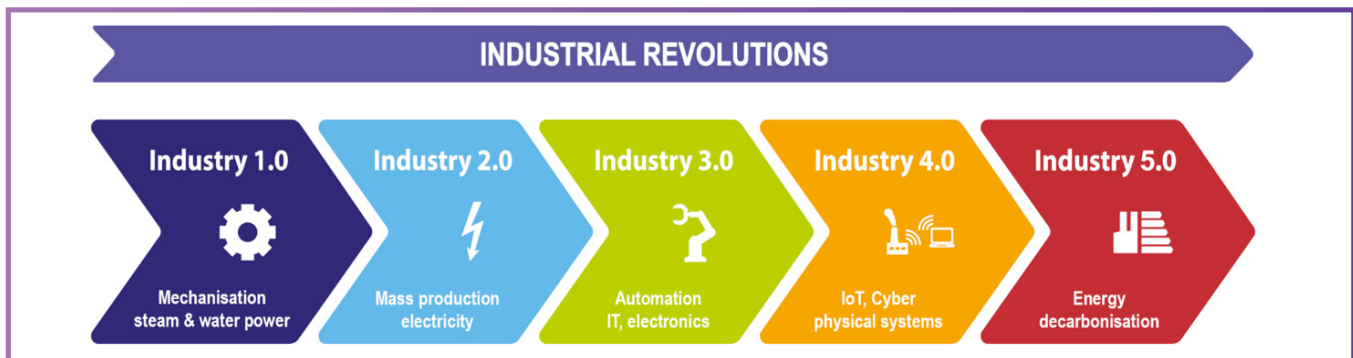 INDUSTRIAL REVOLUTIONS
Industry 1.0
Mechanisation
steam & water power
Industry 2.0
Mass production
electricity
Industry 3.0
Automation
IT, electronics
Industry 4.0
IoT, Cyber
physical systems
Industry 5.0
Energy
decarbonisation